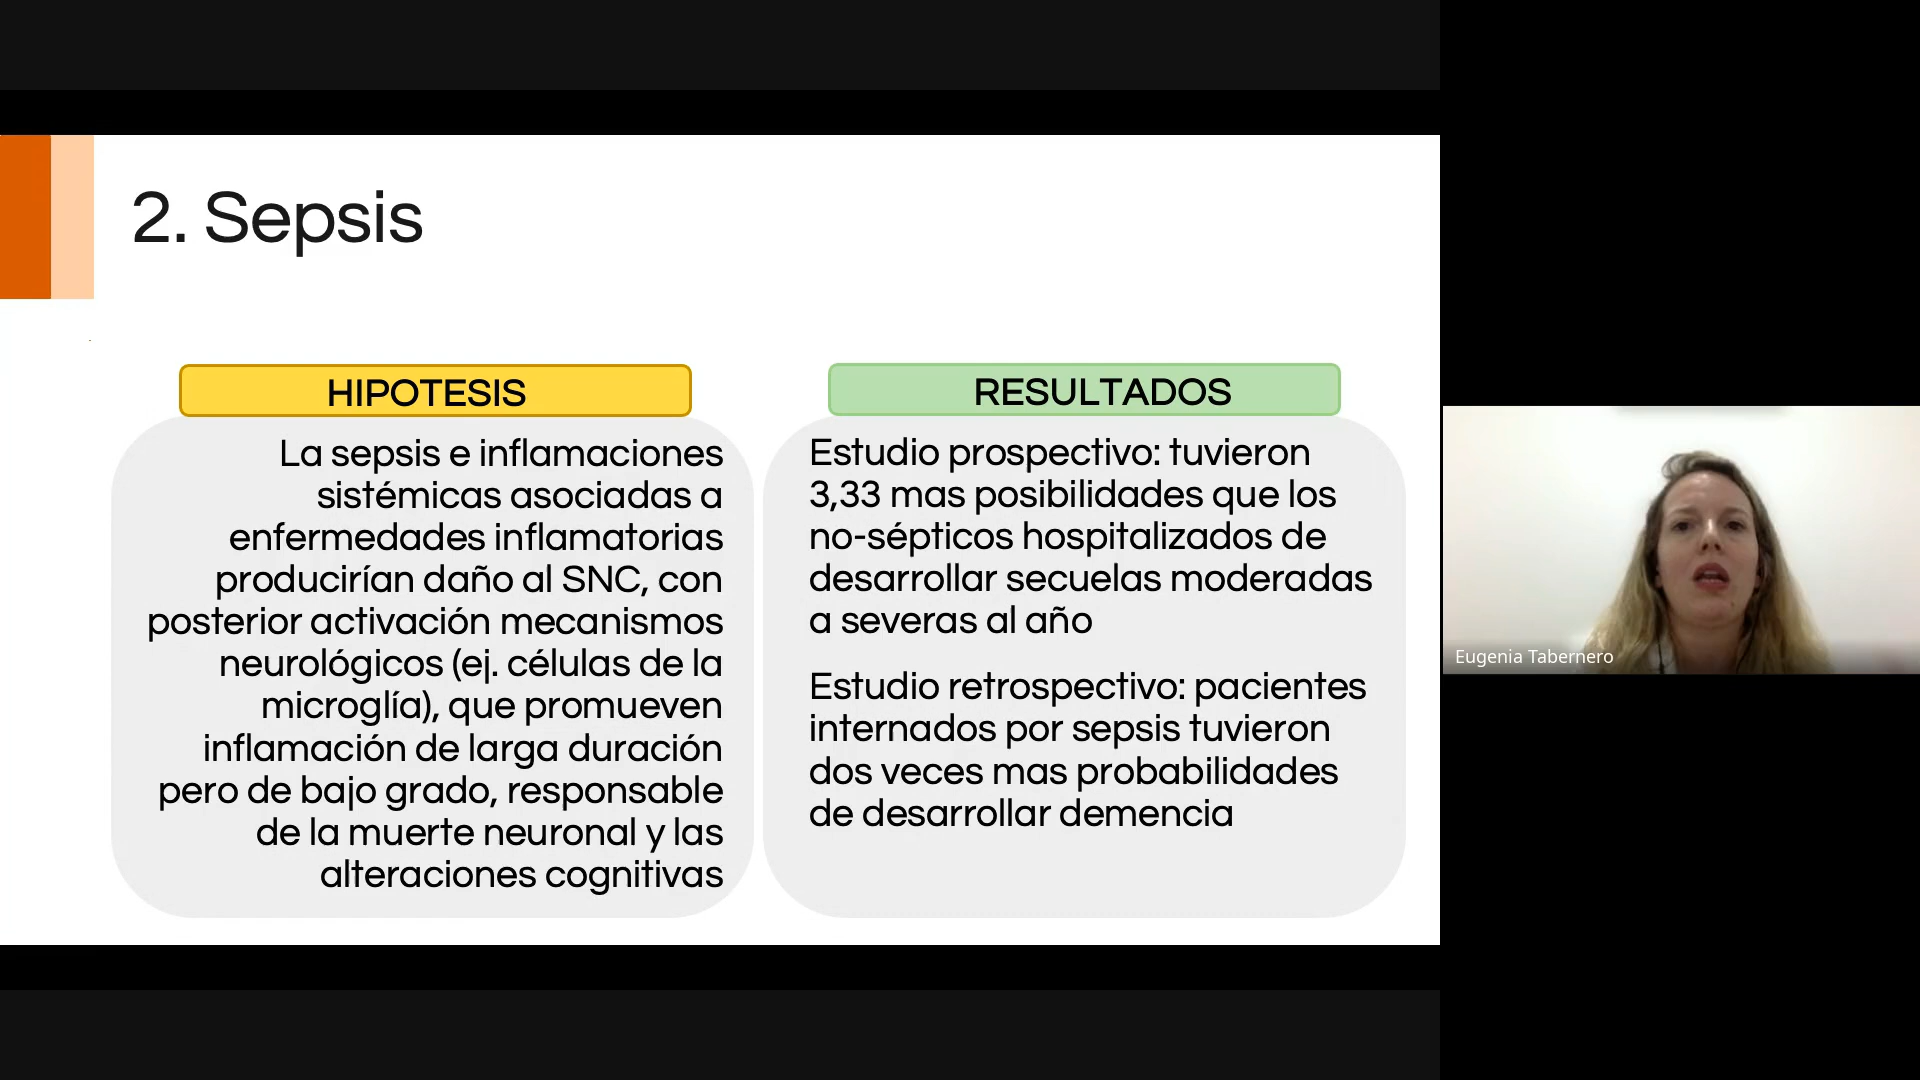 2. Sepsis
HIPOTESIS
La sepsis e inflamaciones
sistémicas asociadas a
enfermedades inflamatorias
producirían daño al SNC, con
posterior activación mecanismos
neurológicos (ej. células de la
microglía), que promueven
inflamación de larga duración
pero de bajo grado, responsable
de la muerte neuronal y las
alteraciones cognitivas
RESULTADOS
Estudio prospectivo: tuvieron
3,33 mas posibilidades que los
no-sépticos hospitalizados de
desarrollar secuelas moderadas
a severas al año
Estudio retrospectivo: pacientes
internados por sepsis tuvieron
dos veces mas probabilidades
de desarrollar demencia
Eugenia Tabernero